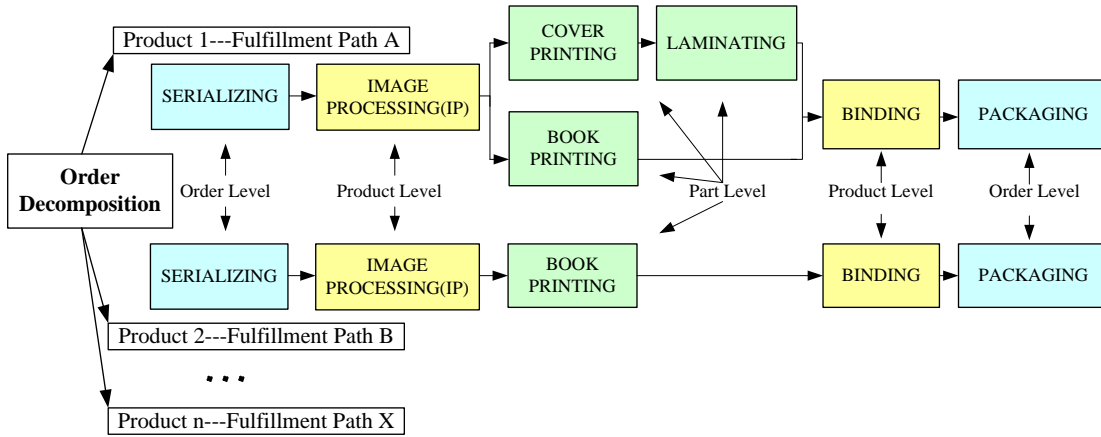 Product 1---Fulfillment Path A
COVER
PRINTING
LAMINATING
SERIALIZING
IMAGE
PROCESSING(IP)
BOOK
PRINTING
BINDING
PACKAGING
Order
Decomposition
Order Level
Product Level
Part Level
Product Level
Order Level
SERIALIZING
IMAGE
PROCESSING(IP)
BOOK
PRINTING
BINDING
PACKAGING
Product 2---Fulfillment Path B
...
Product n---Fulfillment Path X